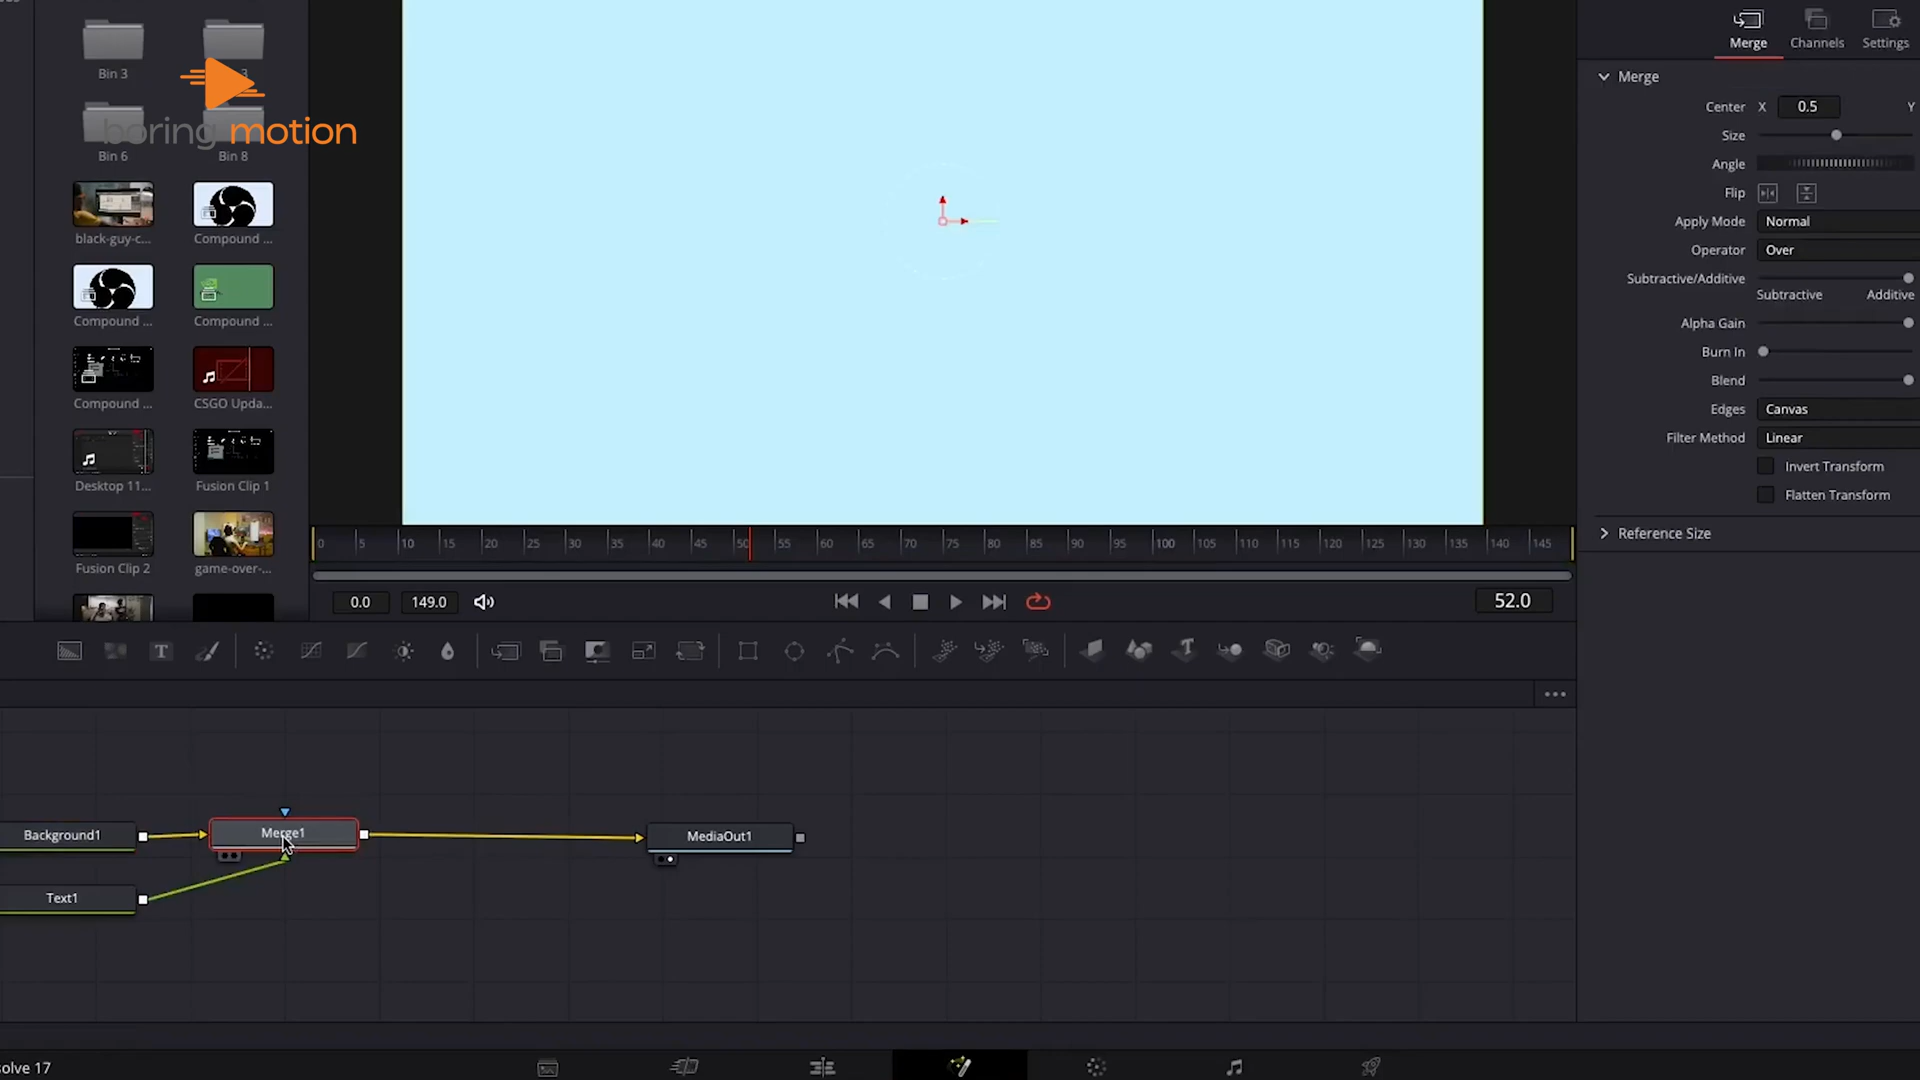 Bin 3
3
boring motion
Bin 6
Bin 8
black-guy-c...
Compound ...
Compound ...
Compound ...
Compound ...
CSGO Upda...
Desktop 11...
Fusion Clip 1
Fusion Clip 2
game-over-...
0 5 10 15 20 25 30 35 40 45 50 55 60 65 70 75 80 85 90 95 100 105 110 115 120 125 130 135 140 145
0.0 149.0 52.0
Merge Channels Settings
Merge
Center X 0.5 Y
Size
Angle
Flip
Apply Mode Normal
Operator Over
Subtractive/Additive
Subtractive Additive
Alpha Gain
Burn In
Blend
Edges Canvas
Filter Method Linear
Invert Transform
Flatten Transform
Reference Size
T
T
Background1
Merge1
MediaOut1
Text1
solve 17